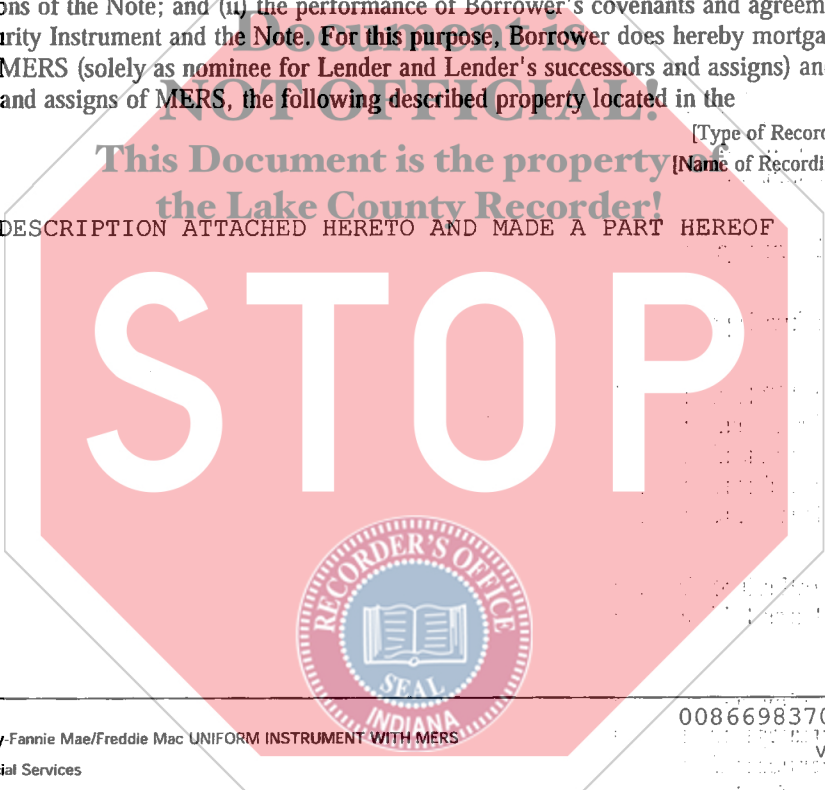 ons of the Note; and (ii) the performance of Borrower's covenants and agreem
urity Instrument and the Note. For this purpose, Borrower does hereby mortga
MERS (solely as nominee for Lender and Lender's successors and assigns) an
and assigns of MERS, the following described property located in the
[Type of Record
[Name of Recordi
Document is
NOT OFFICIAL!
This Document is the property of
the Lake County Recorder!
DESCRIPTION ATTACHED HERETO AND MADE A PART HEREOF
STOP
RECORDER'S OFFICE
SEAL
INDIANA
0086698370
y-Fannie Mae/Freddie Mac UNIFORM INSTRUMENT WITH MERS
V
ial Services